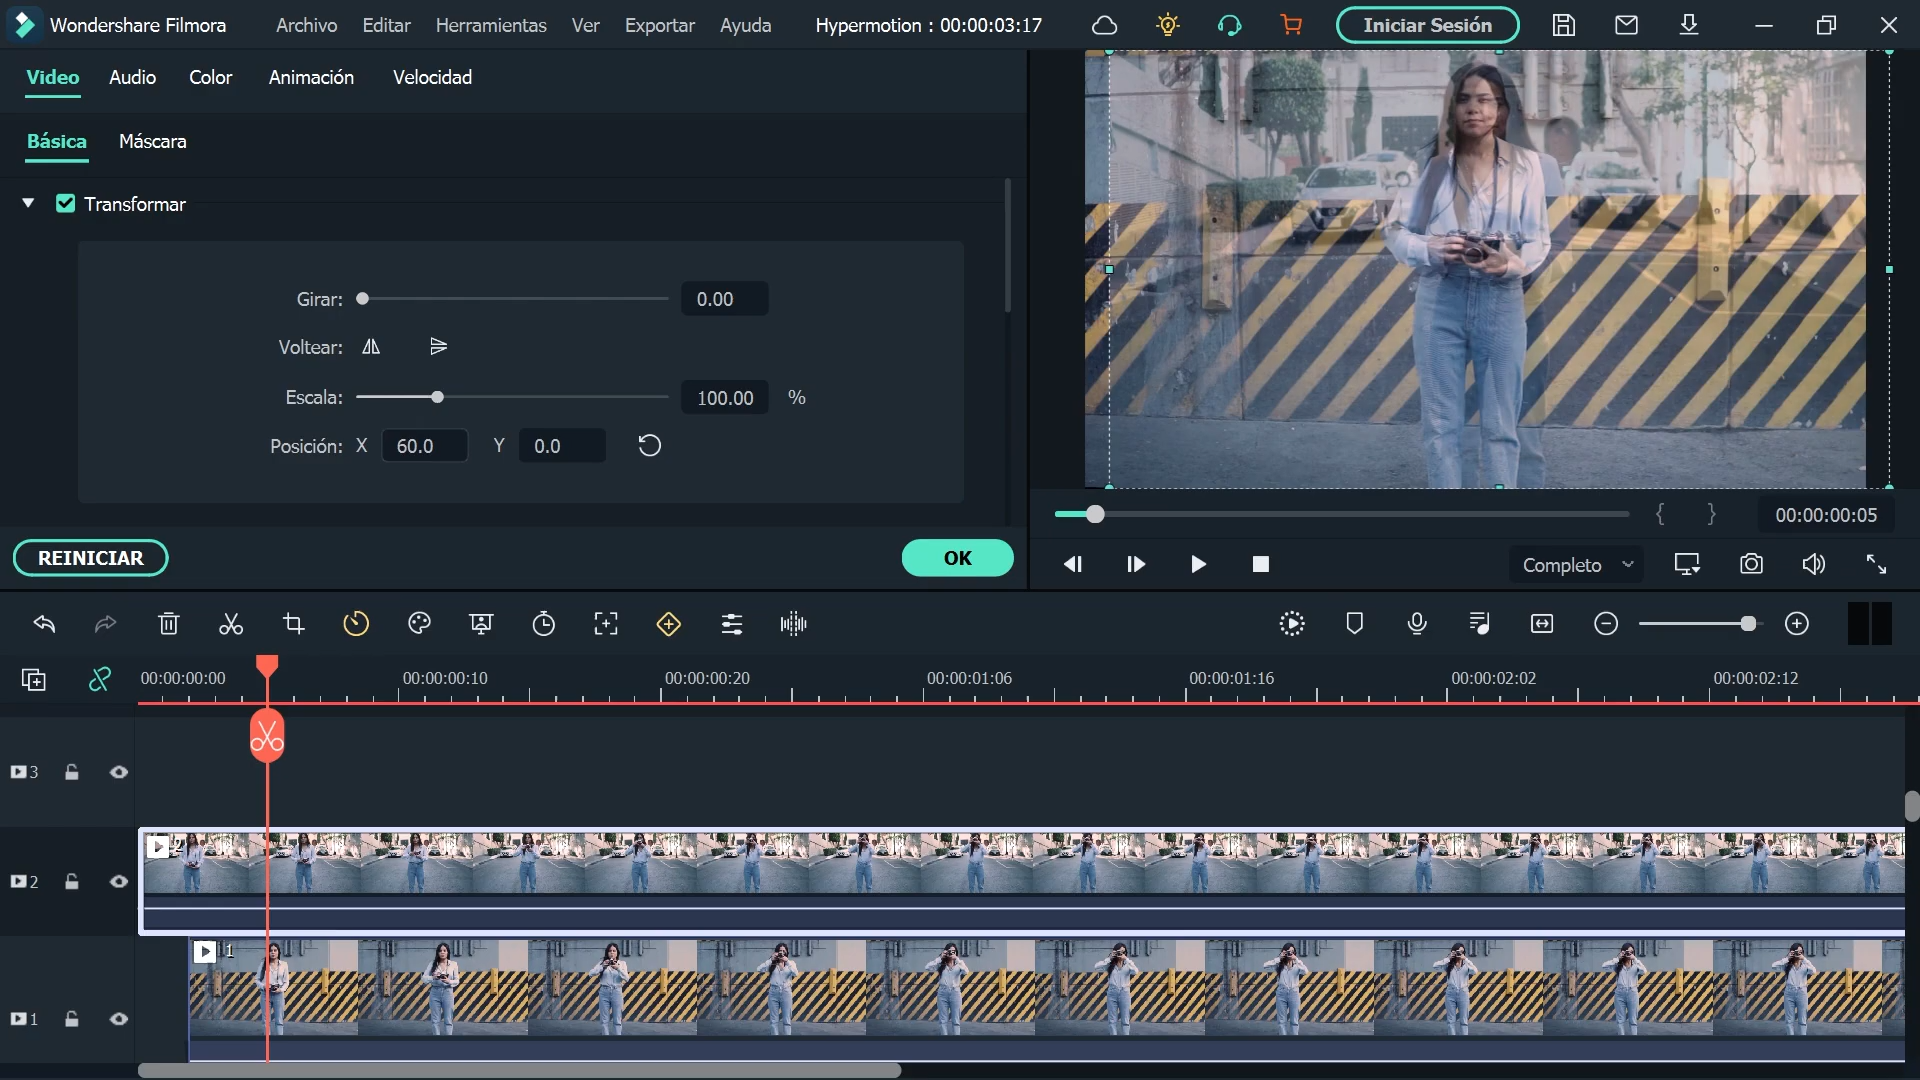 Wondershare Filmora Archivo Editar Herramientas Ver Exportar Ayuda Hypermotion : 00:00:03:17 Iniciar Sesión
Video Audio Color Animación Velocidad
Básica Máscara
Transformar
Girar: 0.00
Voltear:
Escala: 100.00 %
Posición: X 60.0 Y 0.0
REINICIAR OK
{ } 00:00:00:05
Completo
00:00:00:00 00:00:00:10 00:00:00:20 00:00:01:06 00:00:01:16 00:00:02:02 00:00:02:12
3
2
2
1
1